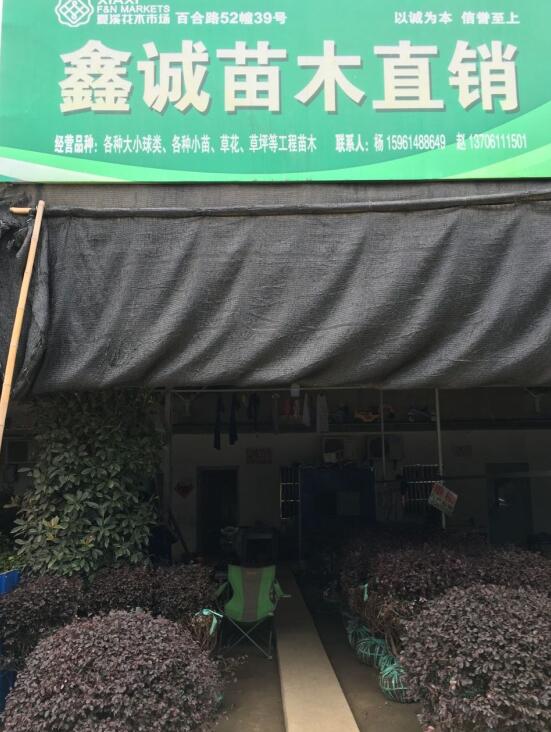 XIAXI
F&N MARKETS
夏溪花木市场 百合路52幢39号 以诚为本 信誉至上
鑫诚苗木直销
经营品种：各种大小球类、各种小苗、草花、草坪等工程苗木 联系人：杨 15961488649 赵 13706111501